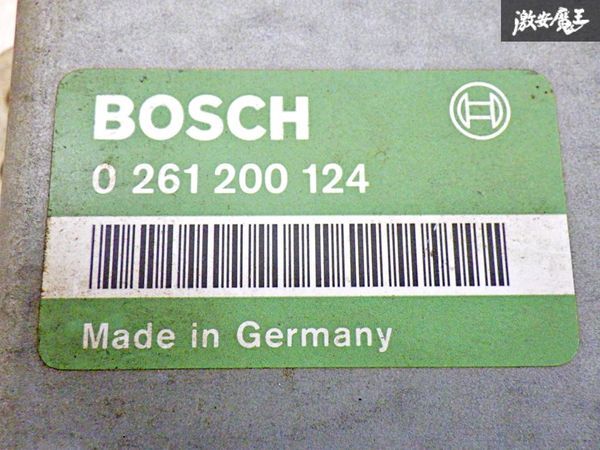 激安魔王
BOSCH
0 261 200 124
Made in Germany